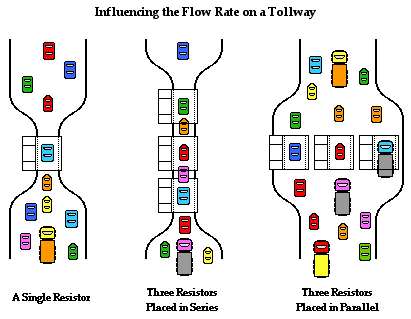 Influencing the Flow Rate on a Tollway
A Single Resistor
Three Resistors
Placed in Series
Three Resistors
Placed in Parallel